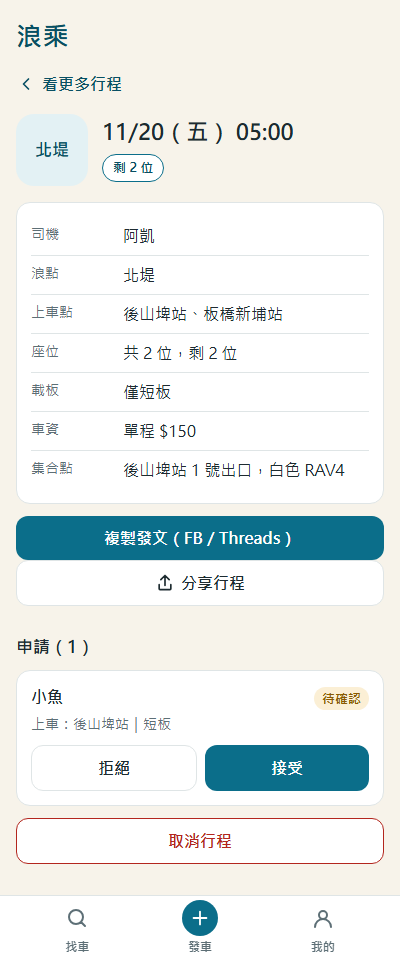 浪乘
看更多行程
北堤
11/20（五） 05:00
剩 2 位
司機 阿凱
浪點 北堤
上車點 後山埤站、板橋新埔站
座位 共 2 位，剩 2 位
載板 僅短板
車資 單程 $150
集合點 後山埤站 1 號出口，白色 RAV4
複製發文（FB / Threads）
分享行程
申請（1）
小魚 待確認
上車：後山埤站｜短板
拒絕 接受
取消行程
找車 發車 我的